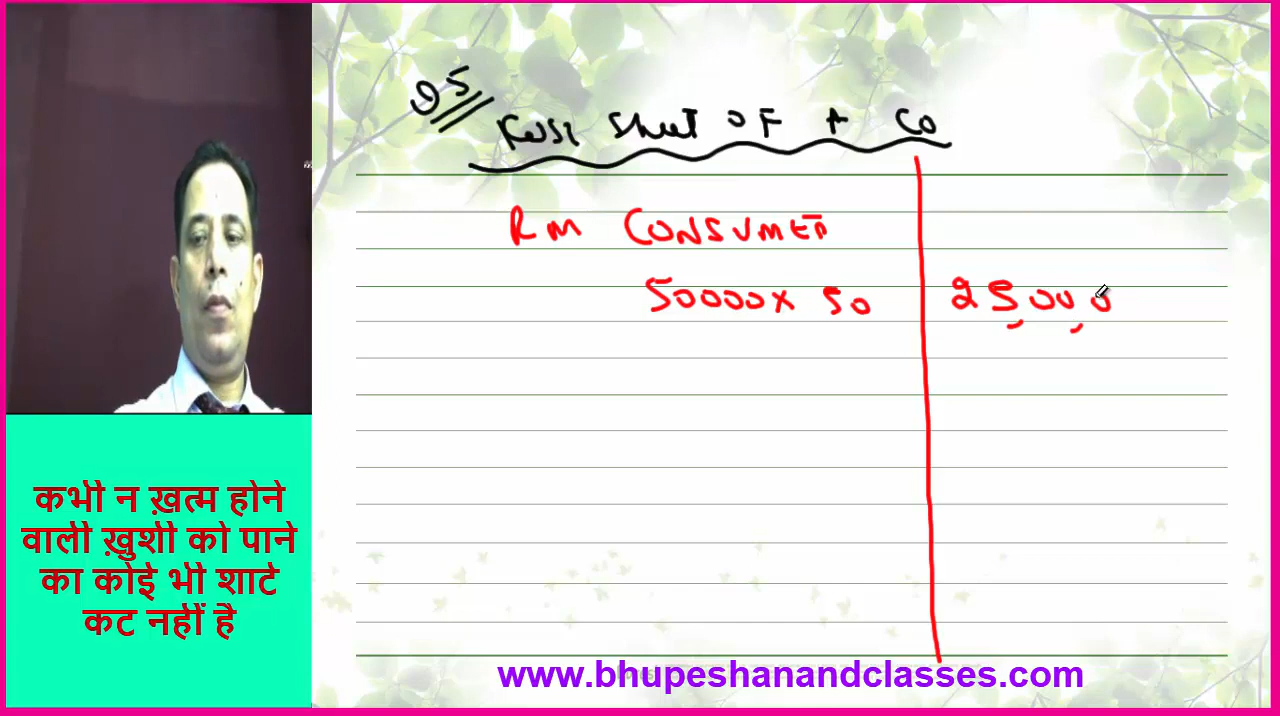 Q5
Cost Sheet OF A Co
RM CONSUMED
50000 x 50
25,00,0
कभी न ख़त्म होने
वाली ख़ुशी को पाने
का कोई भी शार्ट
कट नहीं है
www.bhupeshanandclasses.com